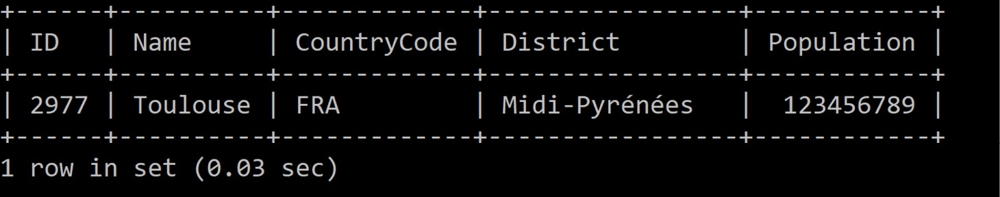 +------+----------+-------------+-----------------+------------+
| ID   | Name     | CountryCode | District        | Population |
+------+----------+-------------+-----------------+------------+
| 2977 | Toulouse | FRA         | Midi-Pyrénées   |  123456789 |
+------+----------+-------------+-----------------+------------+
1 row in set (0.03 sec)